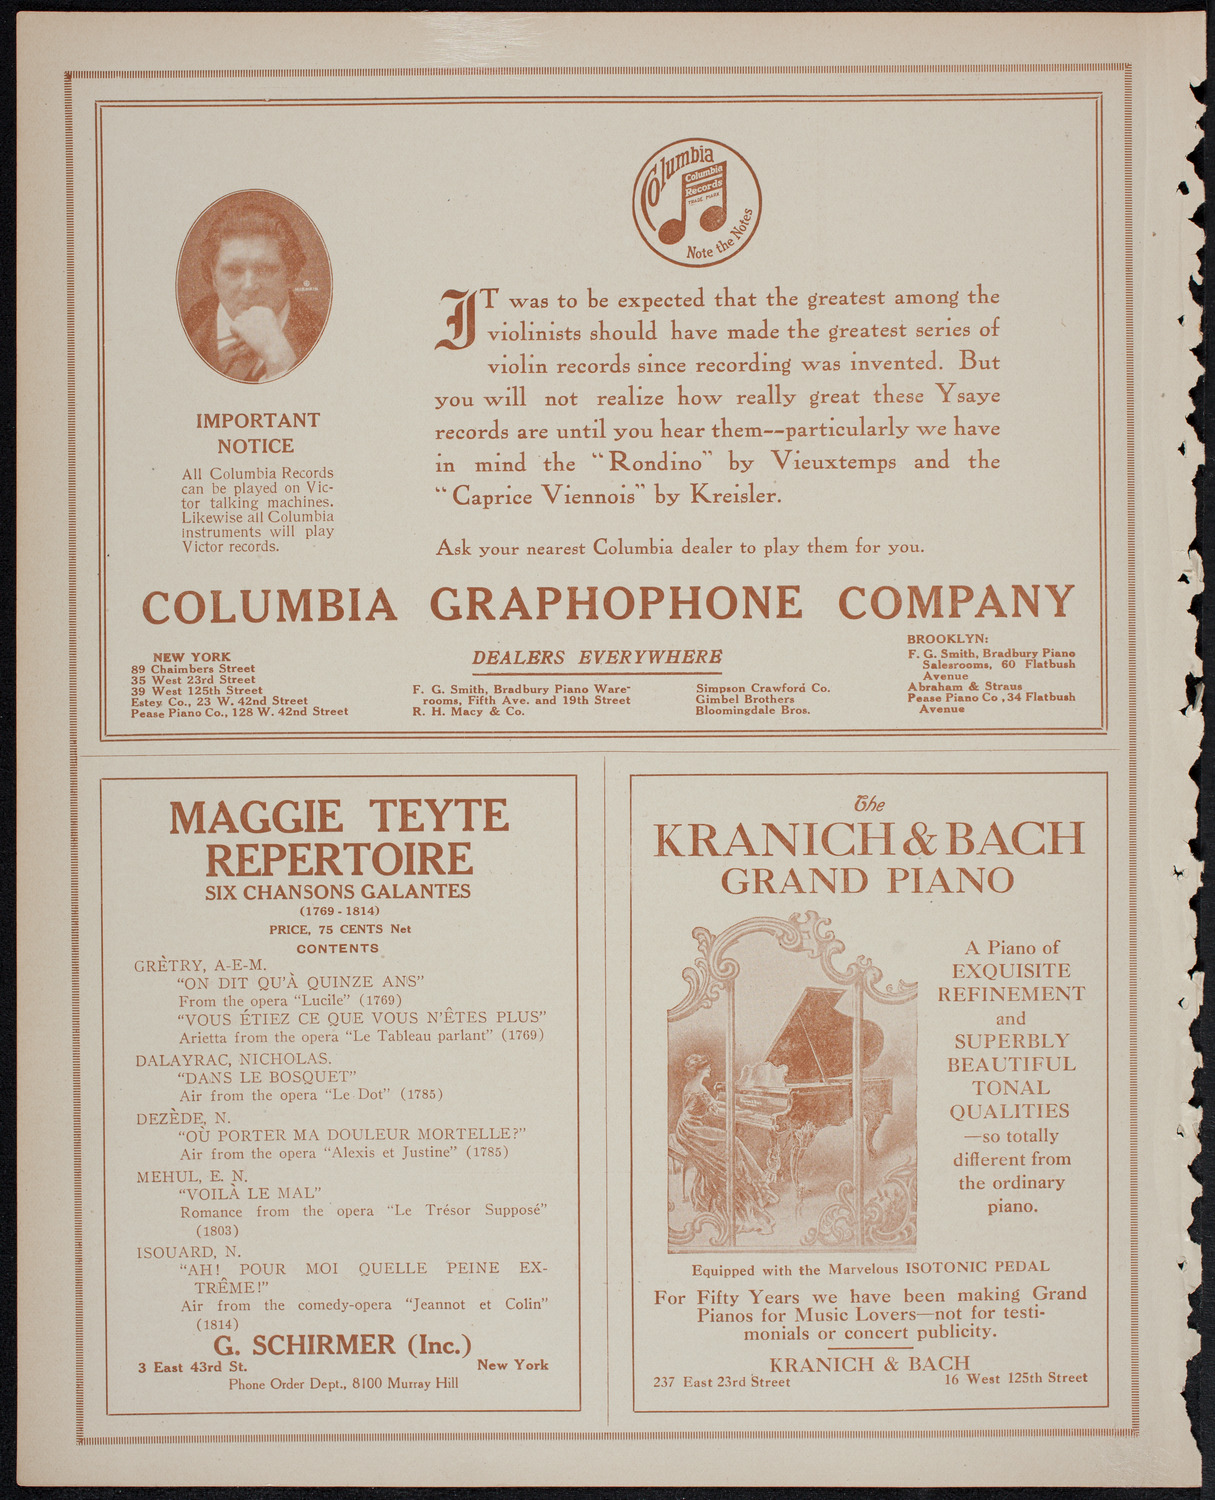 Columbia
Columbia
Records
TRADE MARK
Note the Notes
IT was to be expected that the greatest among the
violinists should have made the greatest series of
violin records since recording was invented. But
you will not realize how really great these Ysaye
records are until you hear them--particularly we have
in mind the "Rondino" by Vieuxtemps and the
"Caprice Viennois" by Kreisler.
Ask your nearest Columbia dealer to play them for you.
IMPORTANT
NOTICE
All Columbia Records
can be played on Vic-
tor talking machines.
Likewise all Columbia
Instruments will play
Victor records.
COLUMBIA GRAPHOPHONE COMPANY
NEW YORK
89 Chaimbers Street
35 West 23rd Street
39 West 125th Street
Estey Co., 23 W. 42nd Street
Pease Piano Co., 128 W. 42nd Street
DEALERS EVERYWHERE
F. G. Smith, Bradbury Piano Ware-
rooms, Fifth Ave. and 19th Street
R. H. Macy & Co.
Simpson Crawford Co.
Gimbel Brothers
Bloomingdale Bros.
BROOKLYN:
F. G. Smith, Bradbury Piano
Salesrooms, 60 Flatbush
Avenue
Abraham & Straus
Pease Piano Co., 34 Flatbush
Avenue
MAGGIE TEYTE
REPERTOIRE
SIX CHANSONS GALANTES
(1769 - 1814)
PRICE, 75 CENTS Net
CONTENTS
GRÈTRY, A-E-M.
"ON DIT QU'À QUINZE ANS"
From the opera "Lucile" (1769)
"VOUS ÉTIEZ CE QUE VOUS N'ÊTES PLUS"
Arietta from the opera "Le Tableau parlant" (1769)
DALAYRAC, NICHOLAS.
"DANS LE BOSQUET"
Air from the opera "Le Dot" (1785)
DEZÈDE, N.
"OÙ PORTER MA DOULEUR MORTELLE?"
Air from the opera "Alexis et Justine" (1785)
MEHUL, E. N.
"VOILÀ LE MAL"
Romance from the opera "Le Trésor Supposé"
(1803)
ISOUARD, N.
"AH! POUR MOI QUELLE PEINE EX-
TRÊME!"
Air from the comedy-opera "Jeannot et Colin"
(1814)
G. SCHIRMER (Inc.)
3 East 43rd St. New York
Phone Order Dept., 8100 Murray Hill
The
KRANICH & BACH
GRAND PIANO
A Piano of
EXQUISITE
REFINEMENT
and
SUPERBLY
BEAUTIFUL
TONAL
QUALITIES
—so totally
different from
the ordinary
piano.
Equipped with the Marvelous ISOTONIC PEDAL
For Fifty Years we have been making Grand
Pianos for Music Lovers—not for testi-
monials or concert publicity.
KRANICH & BACH
237 East 23rd Street 16 West 125th Street